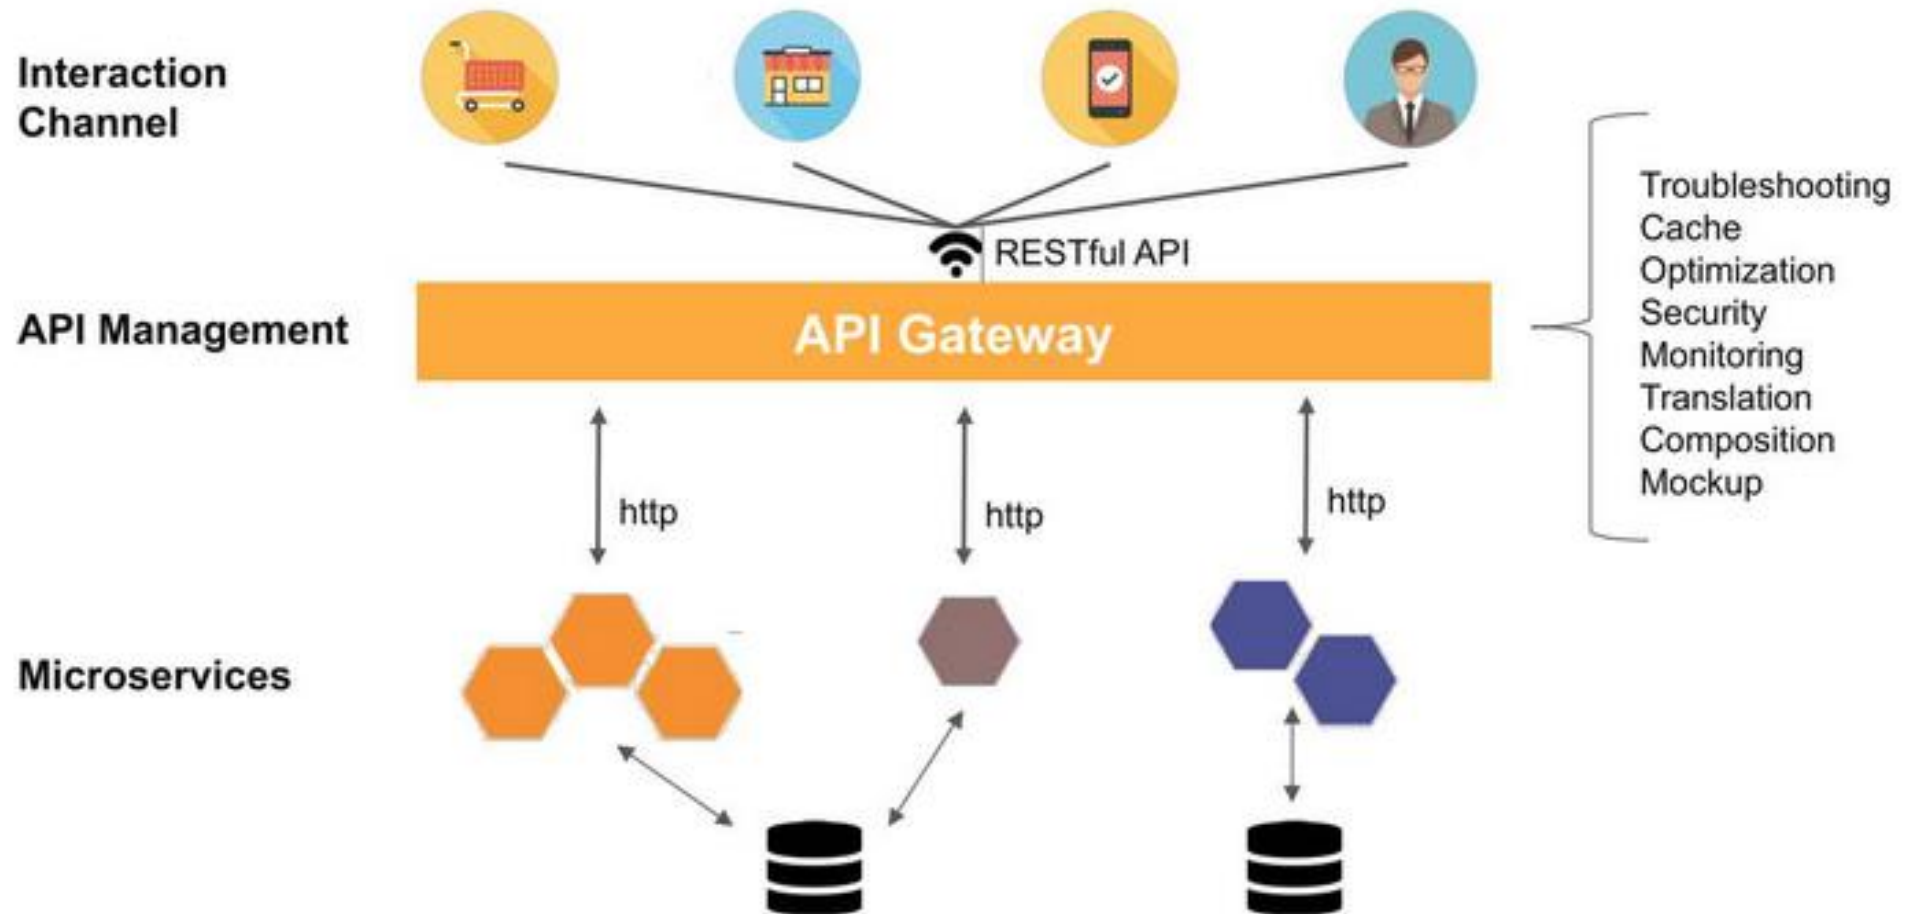 Interaction
Channel
RESTful API
API Management
API Gateway
Troubleshooting
Cache
Optimization
Security
Monitoring
Translation
Composition
Mockup
http
http
http
Microservices